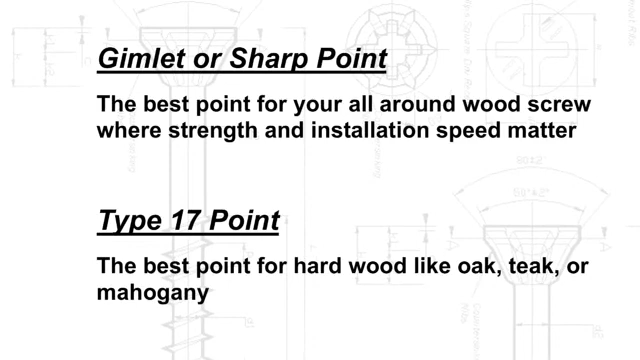 Gimlet or Sharp Point
The best point for your all around wood screw
where strength and installation speed matter
Type 17 Point
The best point for hard wood like oak, teak, or
mahogany